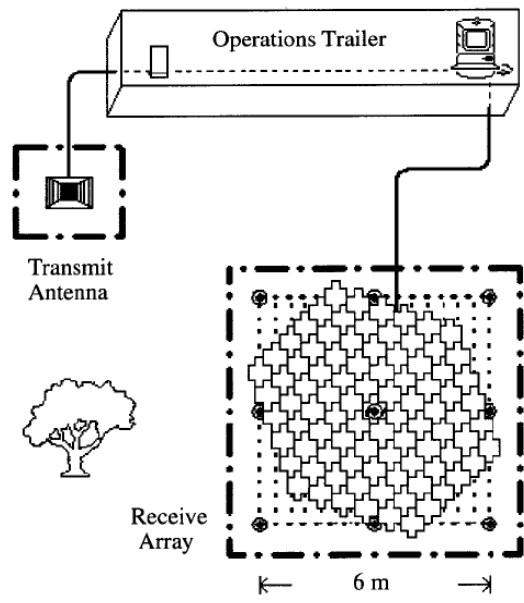 Operations Trailer
Transmit
Antenna
Receive
Array
6 m